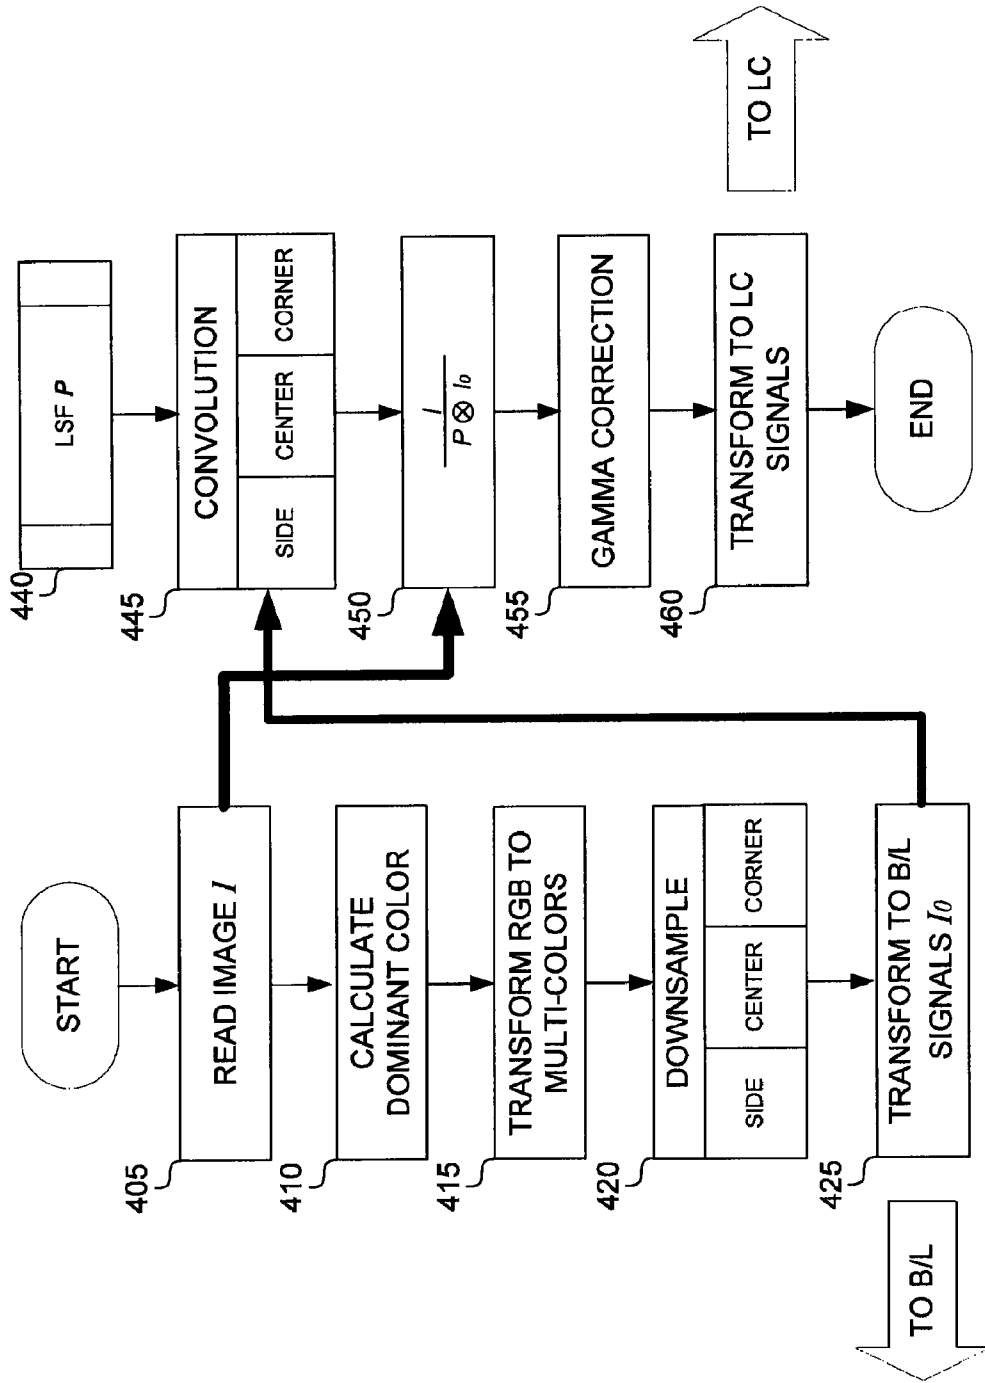 START
405
READ IMAGE I
410
CALCULATE
DOMINANT COLOR
415
TRANSFORM RGB TO
MULTI-COLORS
420
DOWNSAMPLE
SIDE
CENTER
CORNER
425
TRANSFORM TO B/L
SIGNALS I₀
TO B/L
440
LSF P
445
CONVOLUTION
SIDE
CENTER
CORNER
450
I
P ⊗ I₀
455
GAMMA CORRECTION
460
TRANSFORM TO LC
SIGNALS
TO LC
END